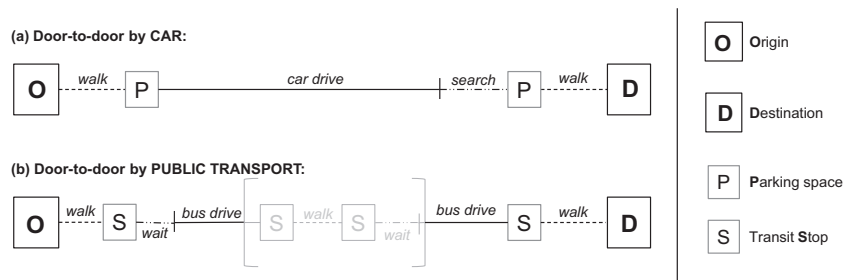 (a) Door-to-door by CAR:
O walk P car drive search P walk D
(b) Door-to-door by PUBLIC TRANSPORT:
O walk S wait bus drive S walk S wait bus drive S walk D
O Origin
D Destination
P Parking space
S Transit Stop